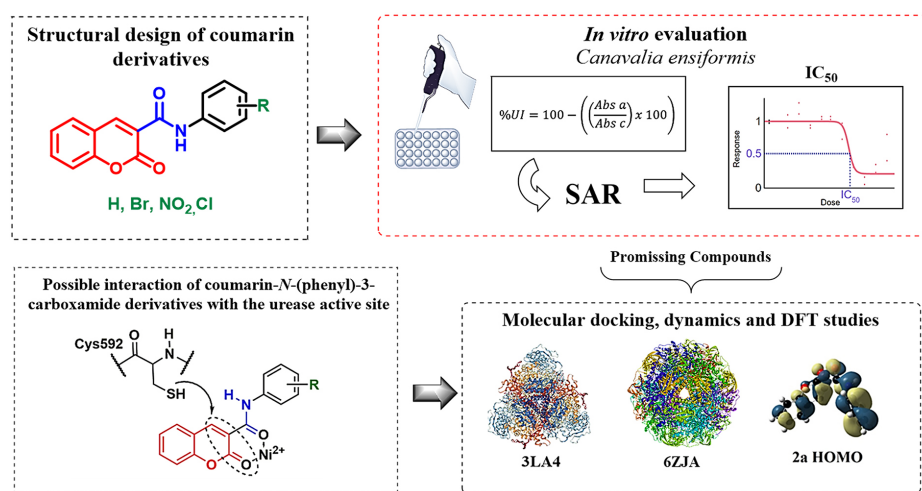 Structural design of coumarin
derivatives
O
N
H
R
O
O
H, Br, NO2,Cl
In vitro evaluation
Canavalia ensiformis
%UI = 100 − ((Abs a / Abs c) x 100)
SAR
IC50
Response
1
0.5
0
IC50
Dose
Promissing Compounds
Possible interaction of coumarin-N-(phenyl)-3-
carboxamide derivatives with the urease active site
Cys592
O
H
N
SH
H
N
R
O
Ni2+
O
O
Molecular docking, dynamics and DFT studies
3LA4
6ZJA
2a HOMO